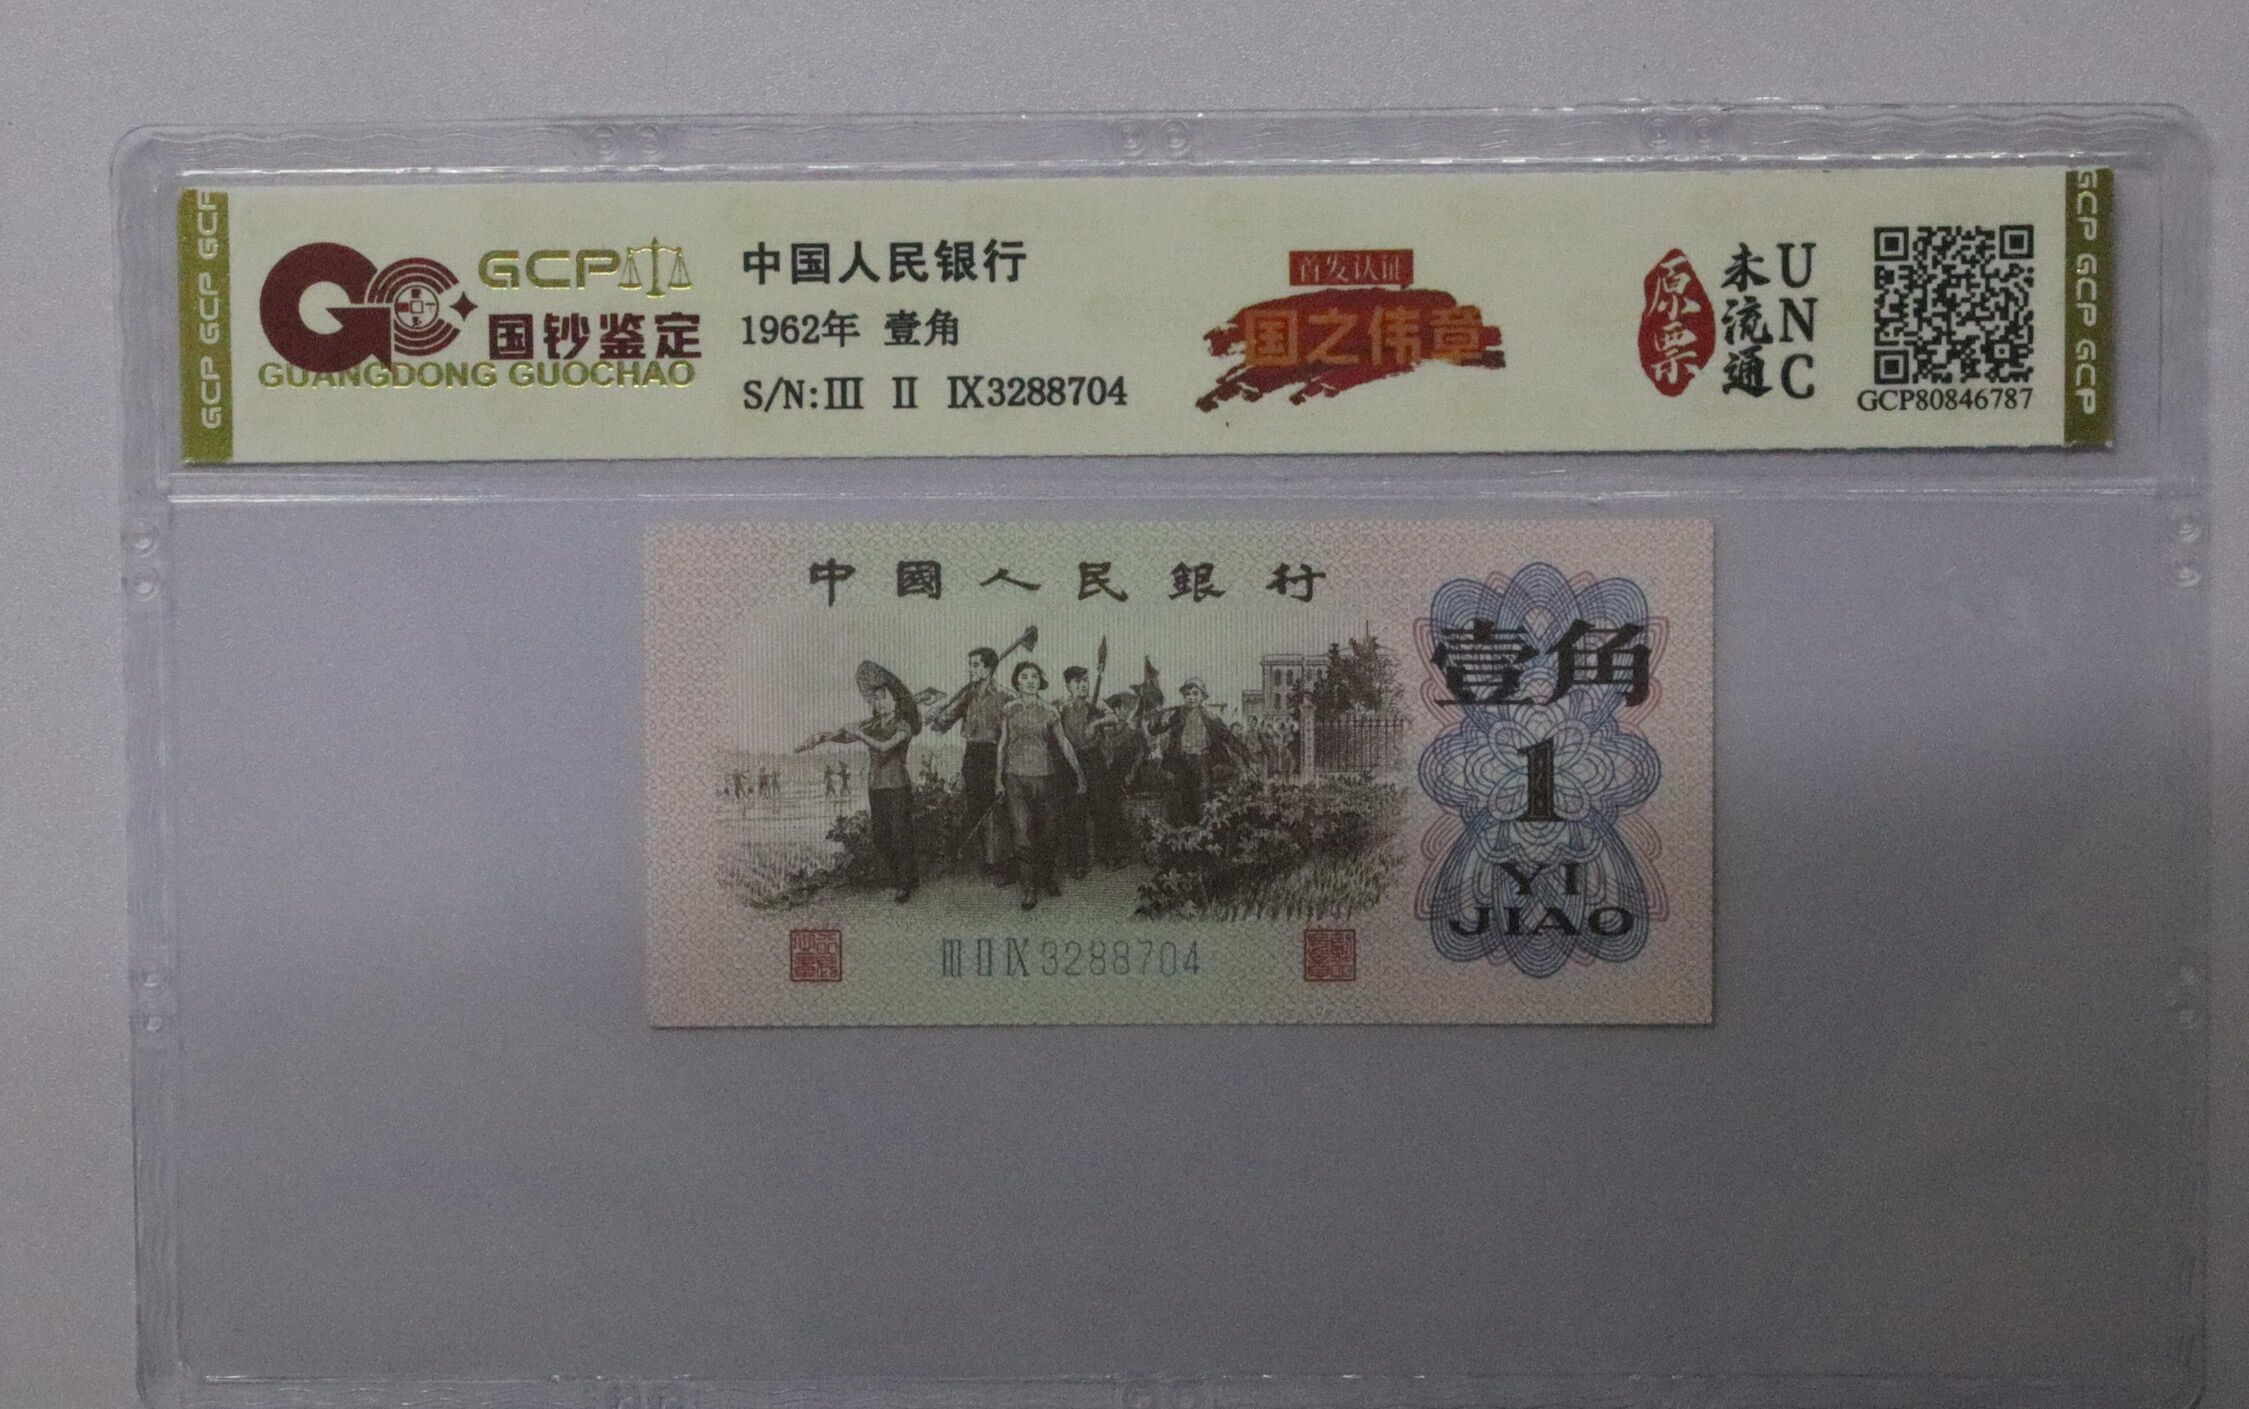 GCP GCP GCP
GCP
国钞鉴定
GUANGDONG GUOCHAO
中国人民银行
1962年 壹角
S/N:Ⅲ Ⅱ Ⅸ3288704
首发认证
国之伟章
原票
未流通
UNC
GCP80846787
GCP GCP GCP
中國人民銀行
壹角
1
YI
JIAO
Ⅲ Ⅱ Ⅸ 3288704